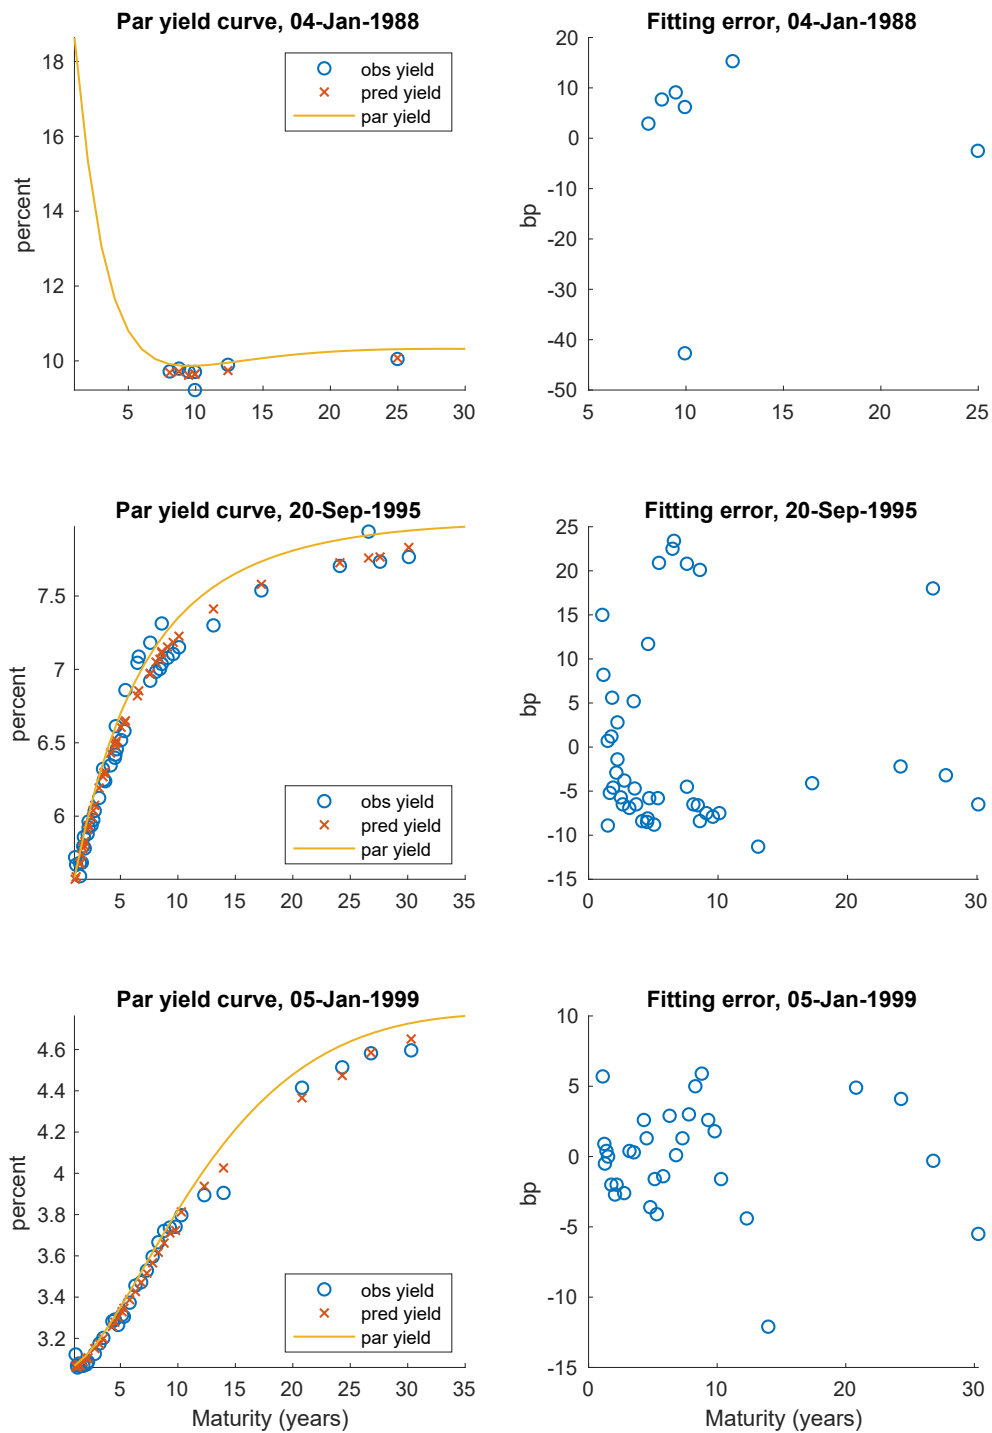 Par yield curve, 04-Jan-1988
18
16
14
12
10
percent
obs yield
pred yield
par yield
5 10 15 20 25 30
Fitting error, 04-Jan-1988
20
10
0
-10
-20
-30
-40
-50
bp
5 10 15 20 25
Par yield curve, 20-Sep-1995
7.5
7
6.5
6
percent
obs yield
pred yield
par yield
5 10 15 20 25 30 35
Fitting error, 20-Sep-1995
25
20
15
10
5
0
-5
-10
-15
bp
0 10 20 30
Par yield curve, 05-Jan-1999
4.6
4.4
4.2
4
3.8
3.6
3.4
3.2
percent
obs yield
pred yield
par yield
5 10 15 20 25 30 35
Maturity (years)
Fitting error, 05-Jan-1999
10
5
0
-5
-10
-15
bp
0 10 20 30
Maturity (years)